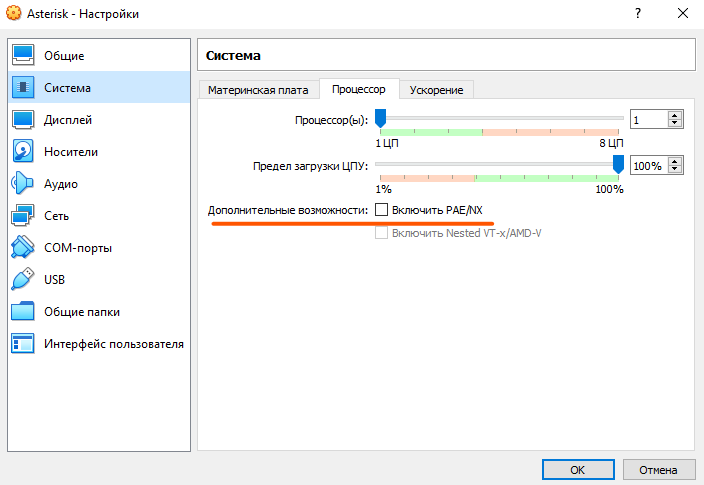 Asterisk - Настройки
?
Общие
Система
Дисплей
Носители
Аудио
Сеть
COM-порты
USB
Общие папки
Интерфейс пользователя
Система
Материнская плата Процессор Ускорение
Процессор(ы): 1
1 ЦП 8 ЦП
Предел загрузки ЦПУ: 100%
1% 100%
Дополнительные возможности: Включить PAE/NX
Включить Nested VT-x/AMD-V
OK Отмена